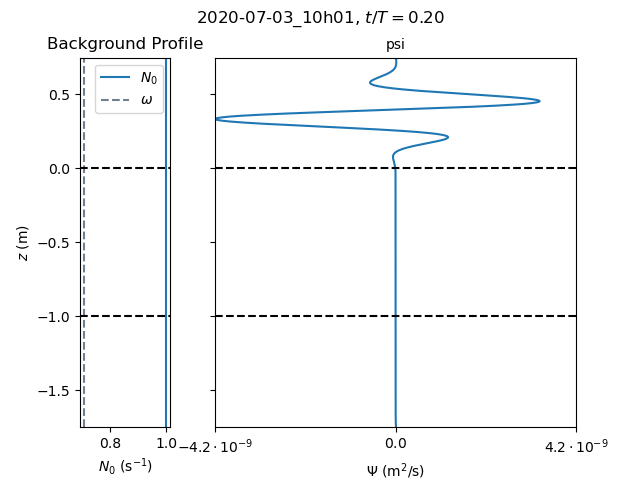 2020-07-03_10h01, t/T = 0.20
Background Profile
psi
N₀
ω
0.5
0.0
−0.5
−1.0
−1.5
z (m)
0.8
1.0
−4.2 · 10⁻⁹
0.0
4.2 · 10⁻⁹
N₀ (s⁻¹)
Ψ (m²/s)